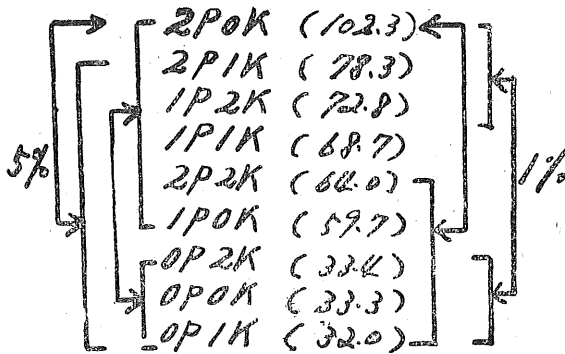 2P0K (102.3)
2P1K (78.3)
1P2K (72.8)
1P1K (68.7)
5% 2P2K (64.0) 1%
1P0K (59.7)
0P2K (33.4)
0P0K (33.3)
0P1K (32.0)